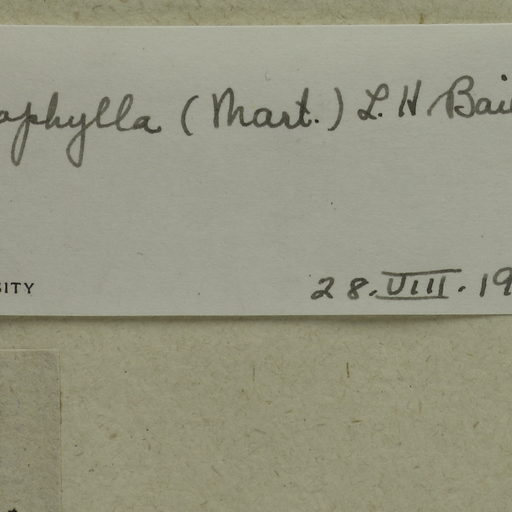 aphylla (Mart.) L. H. Bai
SITY
28. VIII. 19